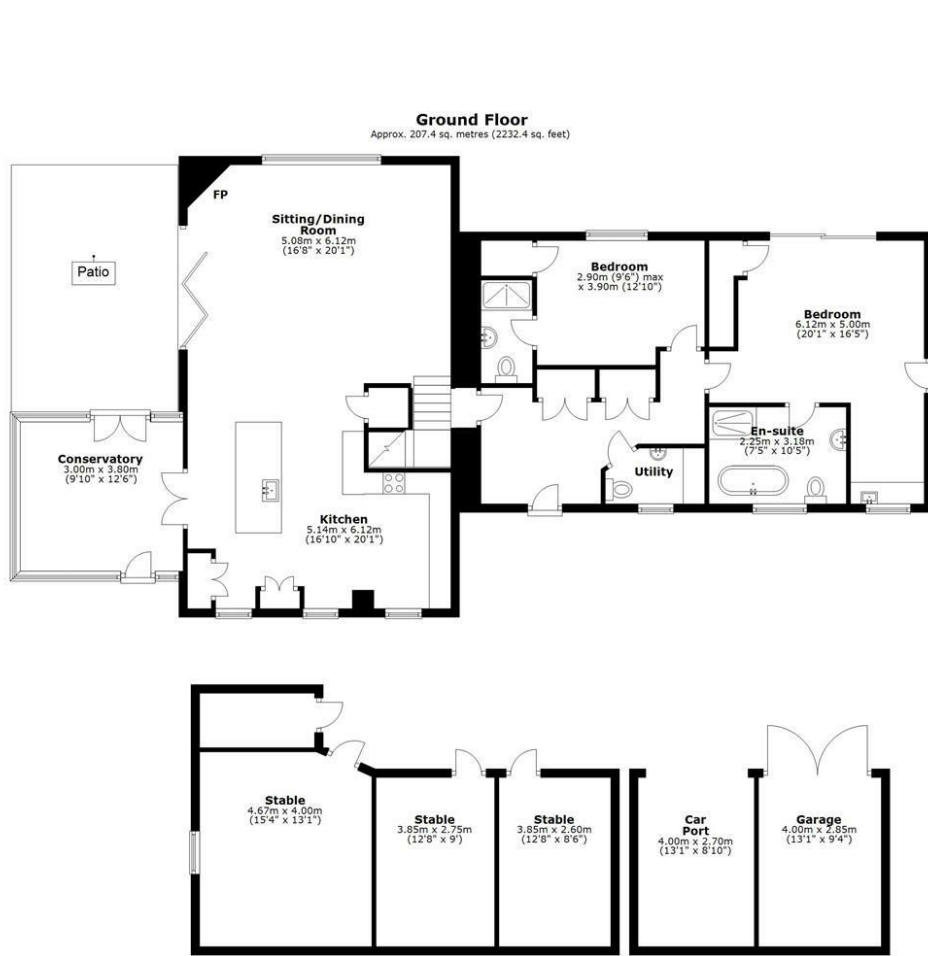 Ground Floor
Approx. 207.4 sq. metres (2232.4 sq. feet)
FP
Sitting/Dining
Room
5.08m x 6.12m
(16'8" x 20'1")
Patio
Bedroom
2.90m (9'6") max
x 3.90m (12'10")
Bedroom
6.12m x 5.00m
(20'1" x 16'5")
En-suite
2.25m x 3.18m
(7'5" x 10'5")
Utility
Conservatory
3.00m x 3.80m
(9'10" x 12'6")
Kitchen
5.14m x 6.12m
(16'10" x 20'1")
Stable
4.67m x 4.00m
(15'4" x 13'1")
Stable
3.85m x 2.75m
(12'8" x 9')
Stable
3.85m x 2.60m
(12'8" x 8'6")
Car
Port
4.00m x 2.70m
(13'1" x 8'10")
Garage
4.00m x 2.85m
(13'1" x 9'4")